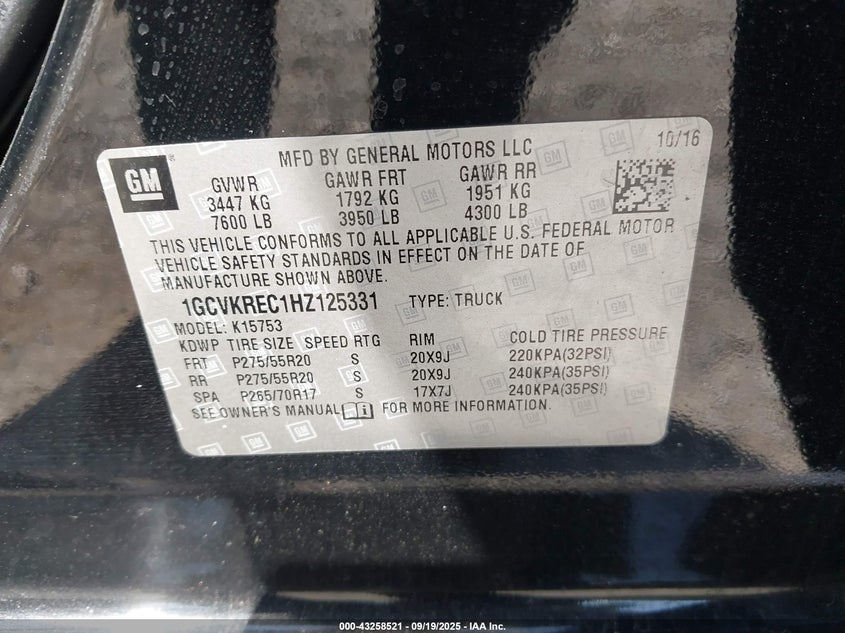 GM
10/16
MFD BY GENERAL MOTORS LLC
GVWR GAWR FRT GAWR RR
3447 KG 1792 KG 1951 KG
7600 LB 3950 LB 4300 LB
THIS VEHICLE CONFORMS TO ALL APPLICABLE U.S. FEDERAL MOTOR
VEHICLE SAFETY STANDARDS IN EFFECT ON THE DATE OF
MANUFACTURE SHOWN ABOVE.
1GCVKREC1HZ125331 TYPE: TRUCK
MODEL: K15753
KDWP TIRE SIZE SPEED RTG RIM COLD TIRE PRESSURE
FRT P275/55R20 S 20X9J 220KPA(32PSI)
RR P275/55R20 S 20X9J 240KPA(35PSI)
SPA P265/70R17 S 17X7J 240KPA(35PSI)
SEE OWNER'S MANUAL FOR MORE INFORMATION.
000-43258521 - 09/19/2025 - IAA Inc.